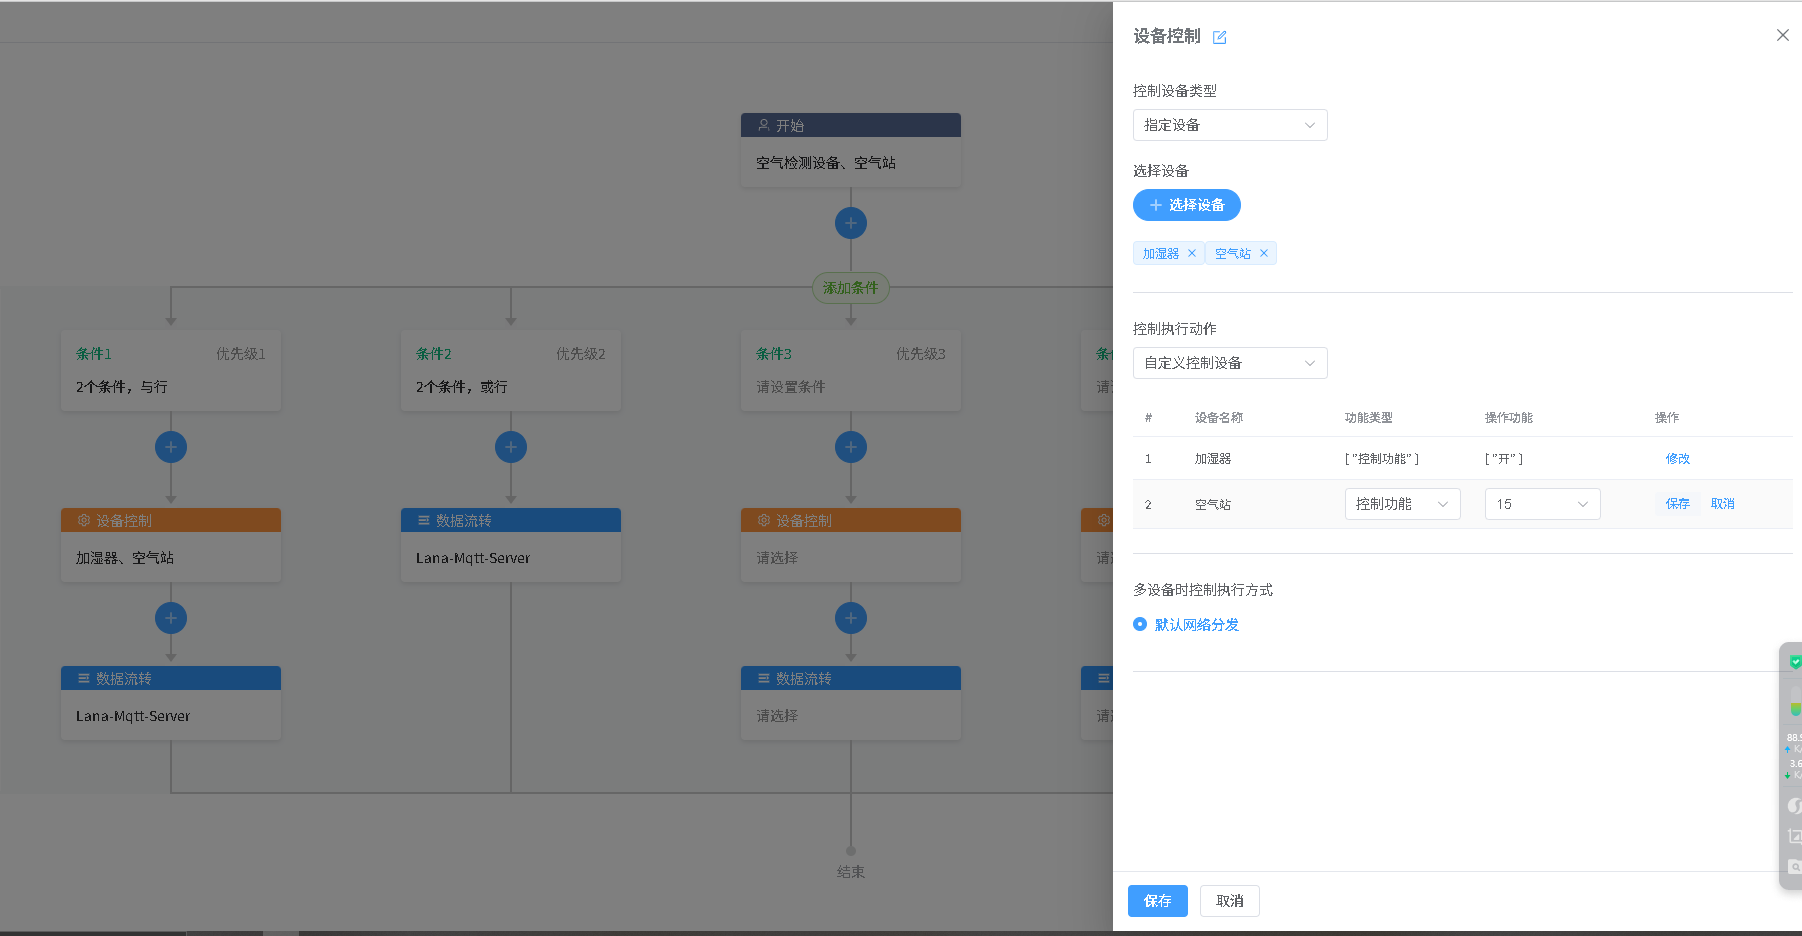 开始
空气检测设备、空气站
添加条件
条件1 优先级1
2个条件，与行
条件2 优先级2
2个条件，或行
条件3 优先级3
请设置条件
设备控制
加湿器、空气站
数据流转
Lana-Mqtt-Server
设备控制
请选择
数据流转
Lana-Mqtt-Server
数据流转
请选择
结束
设备控制
控制设备类型
指定设备
选择设备
选择设备
加湿器 空气站
控制执行动作
自定义控制设备
# 设备名称 功能类型 操作功能 操作
1 加湿器 ["控制功能"] ["开"] 修改
2 空气站 控制功能 15 保存 取消
多设备时控制执行方式
默认网络分发
保存 取消